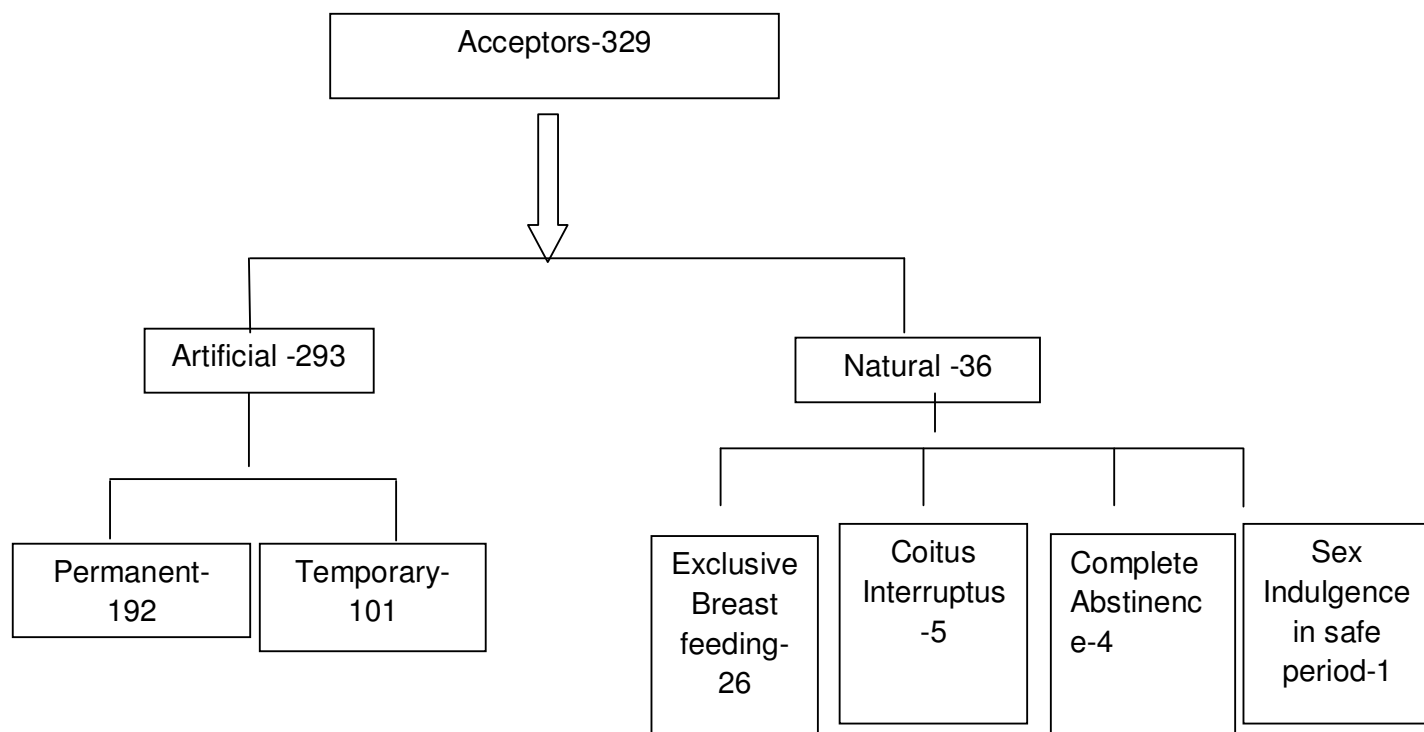 Acceptors-329
Artificial -293
Natural -36
Permanent-
192
Temporary-
101
Exclusive
Breast
feeding-
26
Coitus
Interruptus
-5
Complete
Abstinenc
e-4
Sex
Indulgence
in safe
period-1